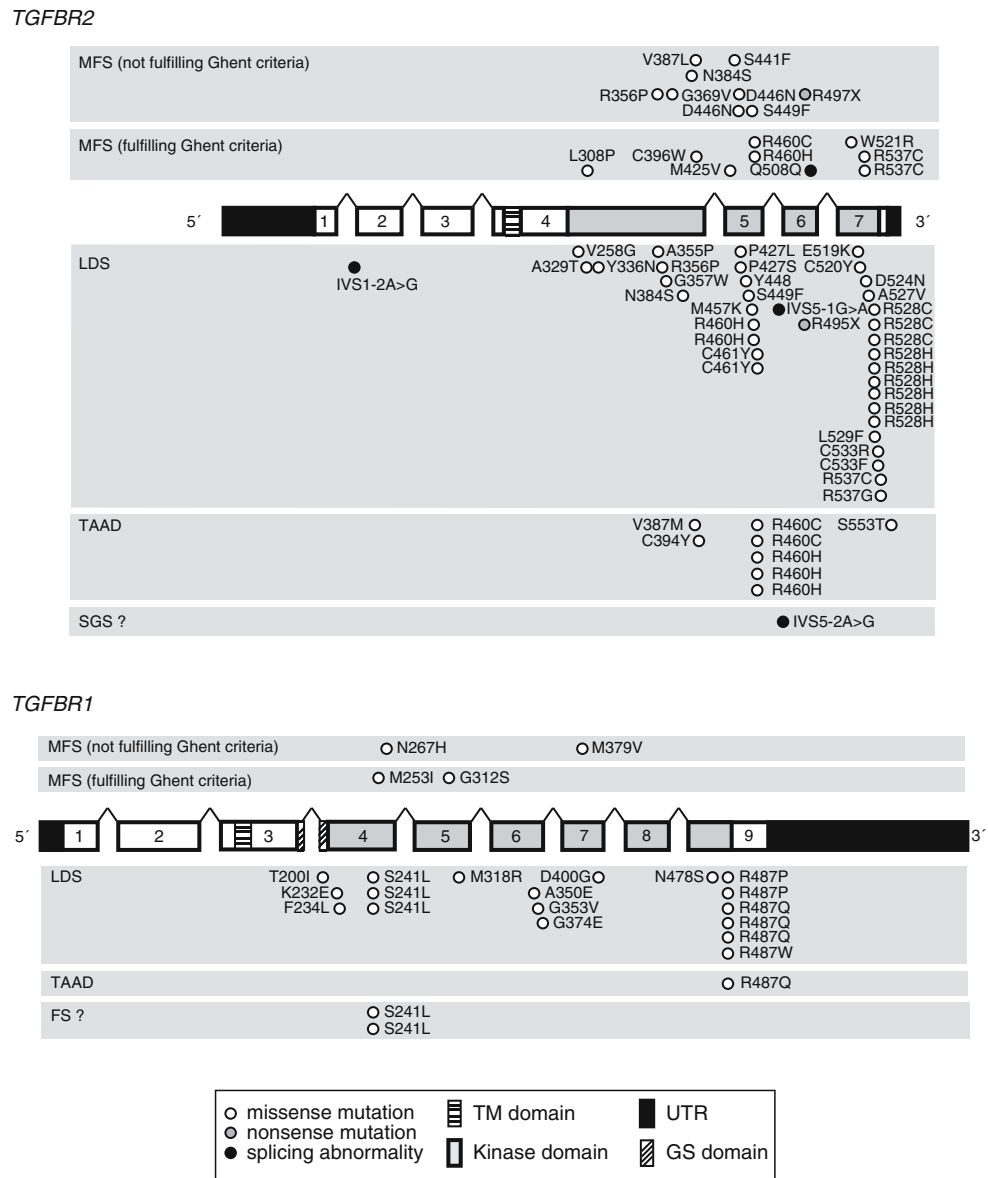 TGFBR2
MFS (not fulfilling Ghent criteria)
V387L S441F
N384S
R356P G369V D446N R497X
D446N S449F
MFS (fulfilling Ghent criteria)
R460C W521R
L308P C396W R460H R537C
M425V Q508Q R537C
5´ 1 2 3 4 5 6 7 3´
LDS
V258G A355P P427L E519K
A329T Y336N R356P P427S C520Y
IVS1-2A>G
G357W Y448 D524N
N384S S449F A527V
M457K IVS5-1G>A R528C
R460H R495X R528C
R460H R528C
C461Y R528H
C461Y R528H
R528H
R528H
R528H
R528H
L529F
C533R
C533F
R537C
R537G
TAAD
V387M R460C S553T
C394Y R460C
R460H
R460H
R460H
SGS ?
IVS5-2A>G
TGFBR1
MFS (not fulfilling Ghent criteria)
N267H M379V
MFS (fulfilling Ghent criteria)
M253I G312S
5´ 1 2 3 4 5 6 7 8 9 3´
LDS
T200I S241L M318R D400G N478S R487P
K232E S241L A350E R487P
F234L S241L G353V R487Q
G374E R487Q
R487Q
R487W
TAAD
R487Q
FS ?
S241L
S241L
missense mutation TM domain UTR
nonsense mutation
splicing abnormality Kinase domain GS domain